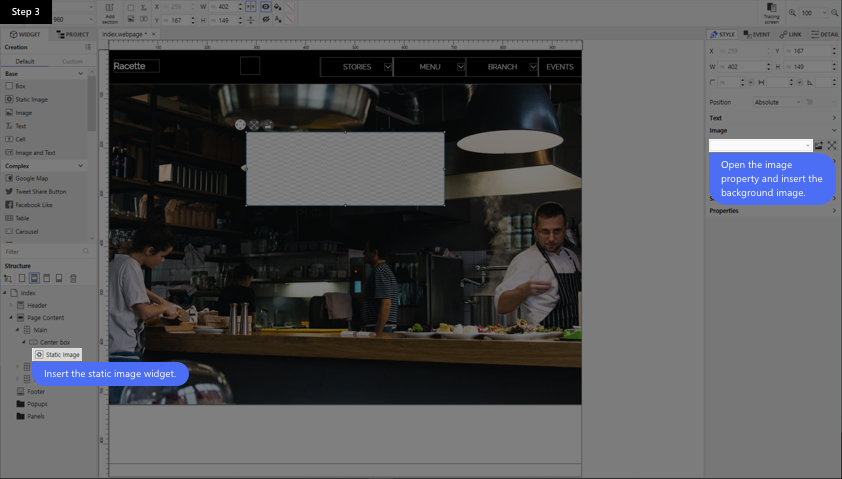 Step 3
960
Add
section
X 259 W 402
Y 167 H 149
Tracing
screen
100
WIDGET PROJECT
index.webpage *
STYLE EVENT LINK DETAIL
Creation
Default Custom
Base
Box
Static Image
Image
Text
Cell
Image and Text
Complex
Google Map
Tweet Share Button
Facebook Like
Table
Carousel
Filter
Structure
Index
Header
Page Content
Main
Center box
Static Image
Insert the static image widget.
Footer
Popups
Panels
Racette
STORIES MENU BRANCH EVENTS
X 259 Y 167
W 402 H 149
Position Absolute
Text
Image
Open the image
property and insert the
background image.
Properties